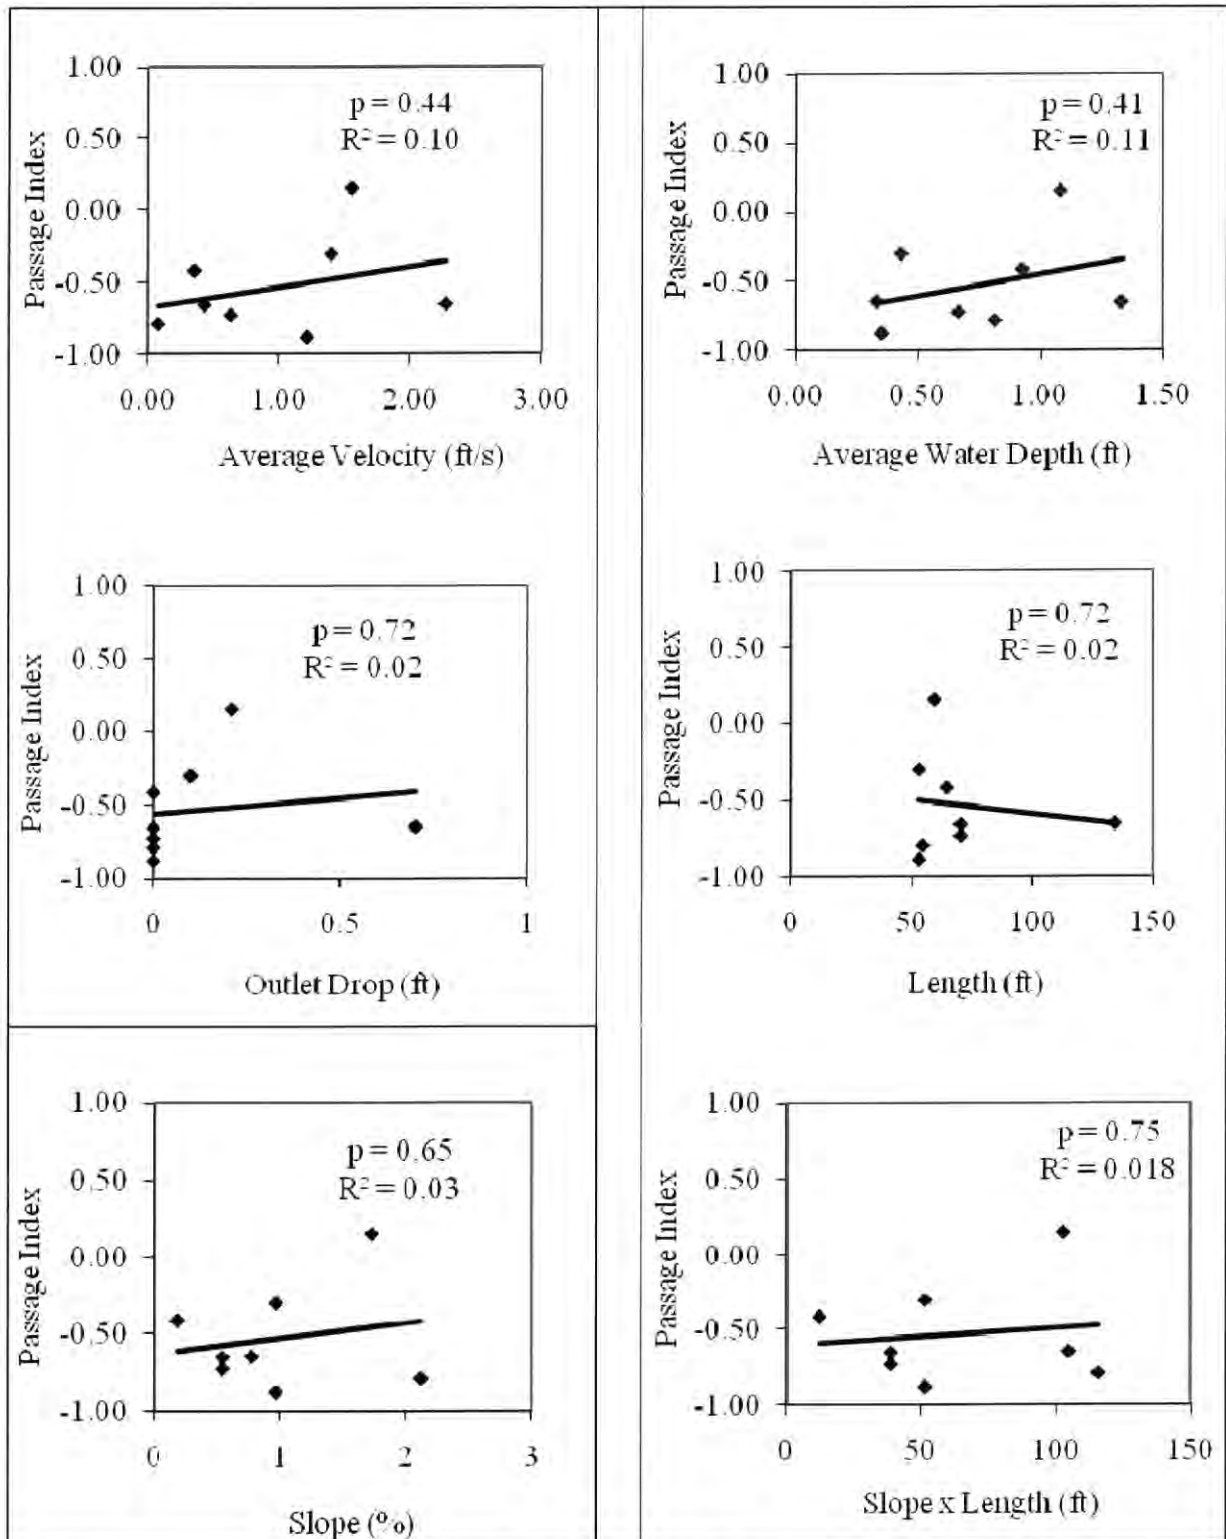 1.00
0.50
0.00
-0.50
-1.00
Passage Index
p = 0.44
R² = 0.10
0.00 1.00 2.00 3.00
Average Velocity (ft/s)
1.00
0.50
0.00
-0.50
-1.00
Passage Index
p = 0.41
R² = 0.11
0.00 0.50 1.00 1.50
Average Water Depth (ft)
1.00
0.50
0.00
-0.50
-1.00
Passage Index
p = 0.72
R² = 0.02
0 0.5 1
Outlet Drop (ft)
1.00
0.50
0.00
-0.50
-1.00
Passage Index
p = 0.72
R² = 0.02
0 50 100 150
Length (ft)
1.00
0.50
0.00
-0.50
-1.00
Passage Index
p = 0.65
R² = 0.03
0 1 2 3
Slope (%)
1.00
0.50
0.00
-0.50
-1.00
Passage Index
p = 0.75
R² = 0.018
0 50 100 150
Slope x Length (ft)